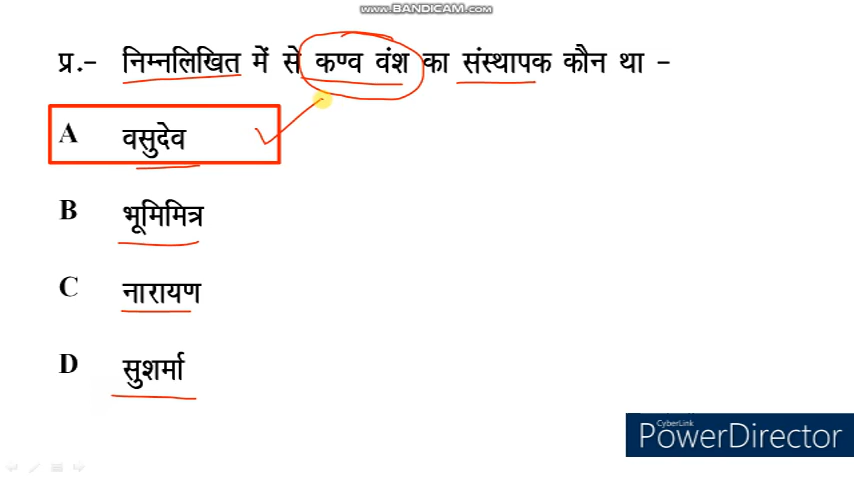 www.BANDICAM.com
प्र.- निम्नलिखित में से कण्व वंश का संस्थापक कौन था -
A वसुदेव
B भूमिमित्र
C नारायण
D सुशर्मा
CyberLink
PowerDirector